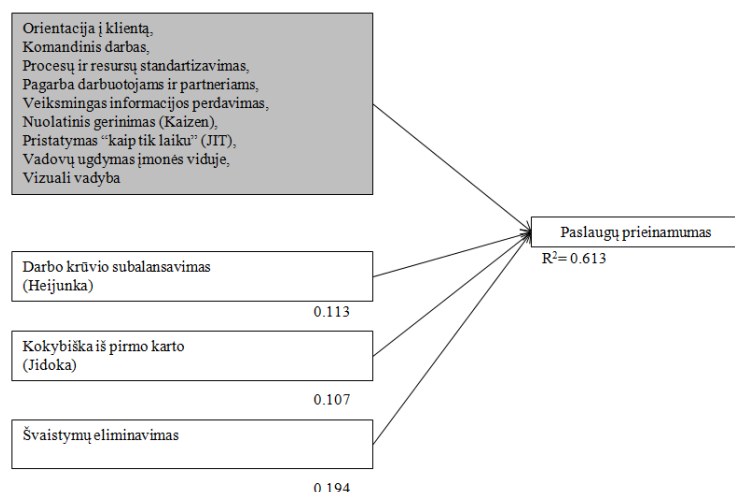 Orientacija į klientą,
Komandinis darbas,
Procesų ir resursų standartizavimas,
Pagarba darbuotojams ir partneriams,
Veiksmingas informacijos perdavimas,
Nuolatinis gerinimas (Kaizen),
Pristatymas “kaip tik laiku” (JIT),
Vadovų ugdymas įmonės viduje,
Vizuali vadyba
Paslaugų prieinamumas
R²= 0.613
Darbo krūvio subalansavimas
(Heijunka)
0.113
Kokybiška iš pirmo karto
(Jidoka)
0.107
Švaistymų eliminavimas
0.194